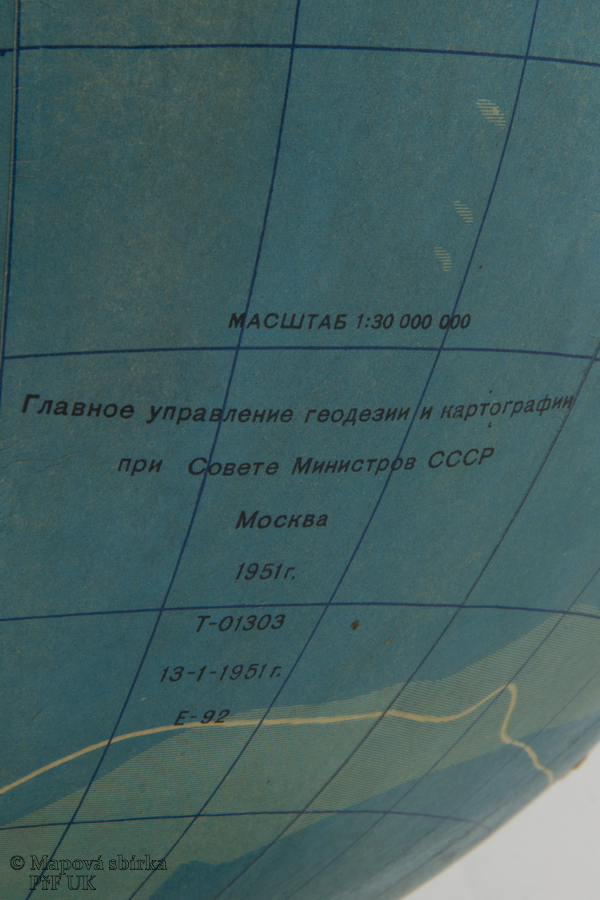 МАСШТАБ 1:30 000 000
Главное управление геодезии и картографии
при Совете Министров СССР
Москва
1951г.
Т-01303
13-1-1951г.
Е-92
© Mapová sbírka
PřF UK